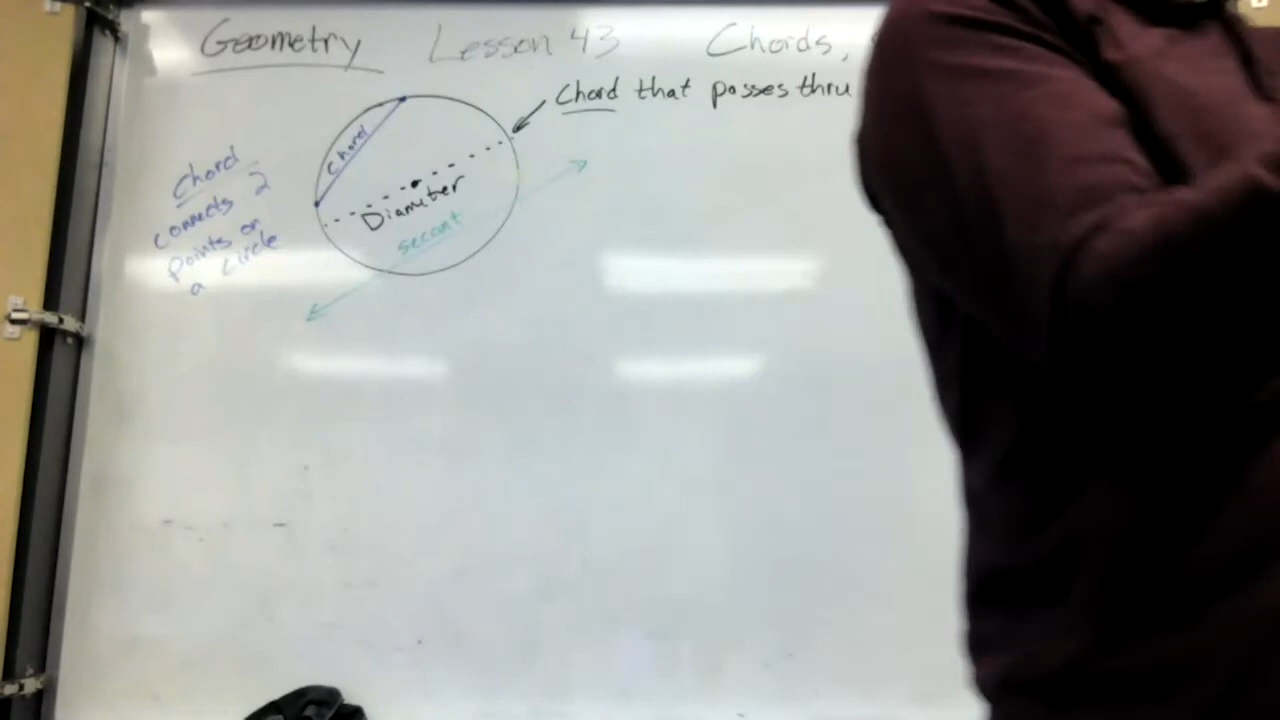 Geometry Lesson 43 Chords,
Chord that passes thru
Chord
connects 2
points on
a circle
Chord
Diameter
secant